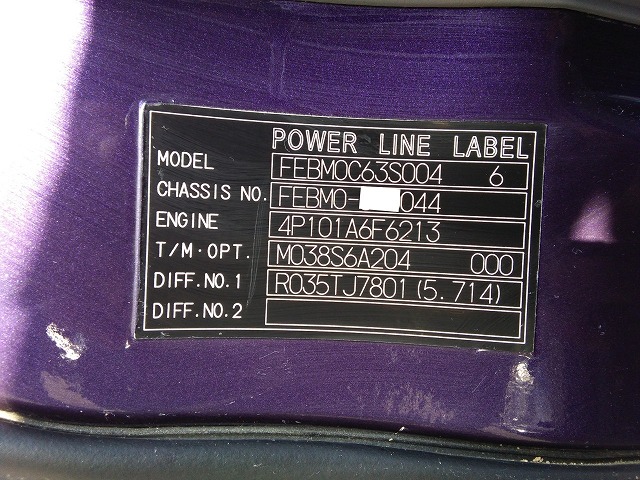 POWER LINE LABEL
MODEL FEBM0C63S004 6
CHASSIS NO. FEBM0- 044
ENGINE 4P101A6F6213
T/M·OPT. M038S6A204 000
DIFF.NO.1 R035TJ7801(5.714)
DIFF.NO.2